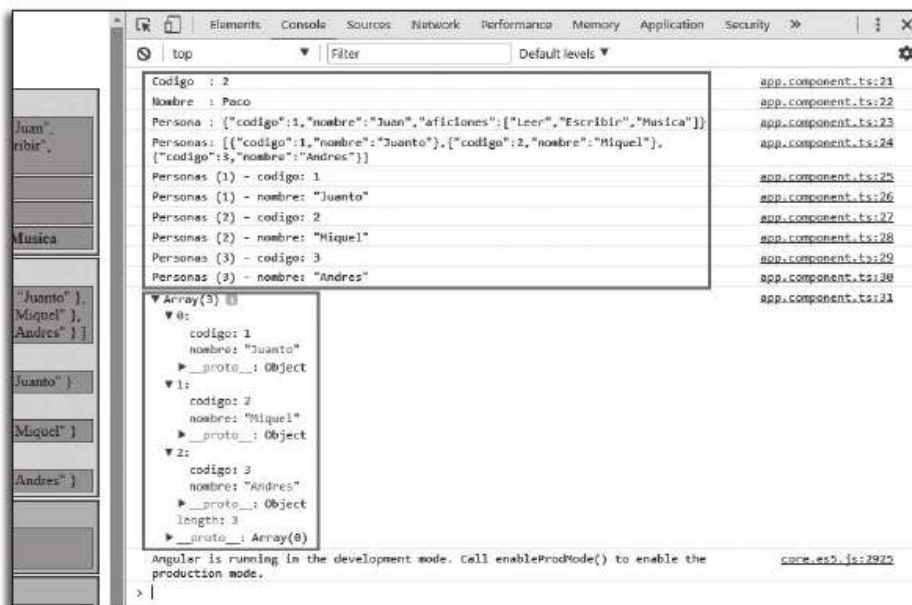 Elements Console Sources Network Performance Memory Application Security »
top Filter Default levels
Codigo : 2 app.component.ts:21
Nombre : Paco app.component.ts:22
Persona : {"codigo":1,"nombre":"Juan","aficiones":["Leer","Escribir","Musica"]} app.component.ts:23
Personas: [{"codigo":1,"nombre":"Juanto"},{"codigo":2,"nombre":"Miquel"}, app.component.ts:24
{"codigo":3,"nombre":"Andres"}]
Personas (1) - codigo: 1 app.component.ts:25
Personas (1) - nombre: "Juanto" app.component.ts:26
Personas (2) - codigo: 2 app.component.ts:27
Personas (2) - nombre: "Miquel" app.component.ts:28
Personas (3) - codigo: 3 app.component.ts:29
Personas (3) - nombre: "Andres" app.component.ts:30
Array(3) app.component.ts:31
0:
codigo: 1
nombre: "Juanto"
__proto__: Object
1:
codigo: 2
nombre: "Miquel"
__proto__: Object
2:
codigo: 3
nombre: "Andres"
__proto__: Object
length: 3
__proto__: Array(0)
Angular is running in the development mode. Call enableProdMode() to enable the core.es5.js:2925
production mode.
>
Juan",
ribir",
Musica
"Juanto" },
Miquel" },
Andres" } ]
Juanto" }
Miquel" }
Andres" }